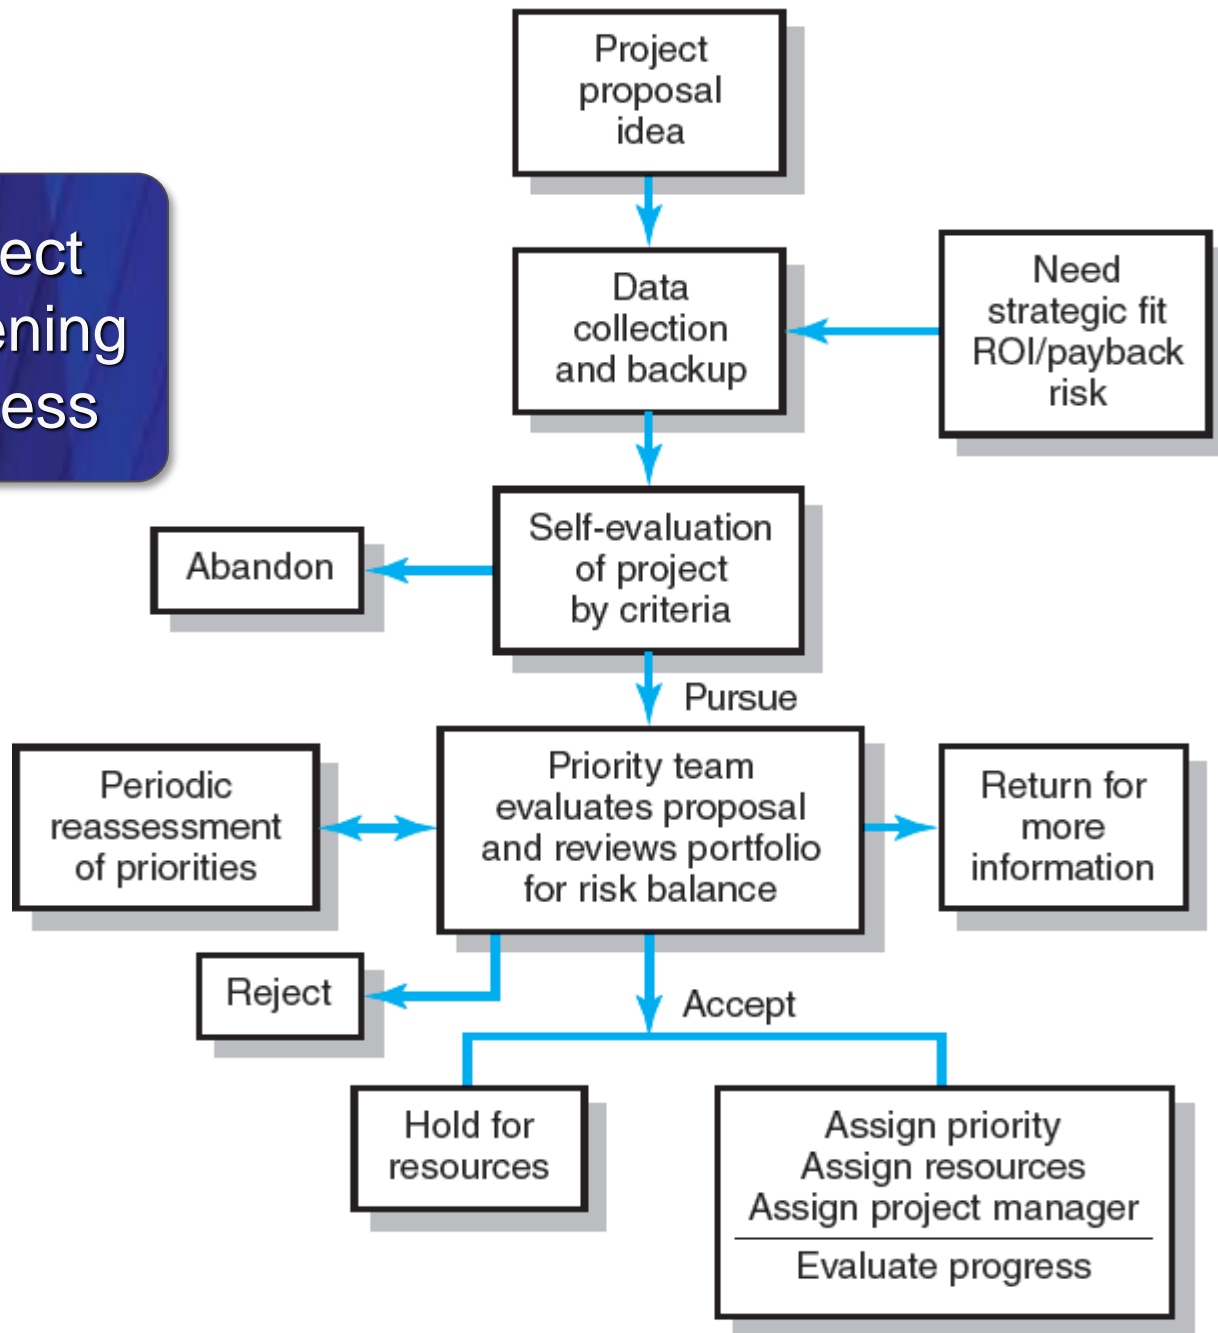 Project
proposal
idea
ect
ening
ess
Data
collection
and backup
Need
strategic fit
ROI/payback
risk
Self-evaluation
of project
by criteria
Abandon
Pursue
Periodic
reassessment
of priorities
Priority team
evaluates proposal
and reviews portfolio
for risk balance
Return for
more
information
Reject
Accept
Hold for
resources
Assign priority
Assign resources
Assign project manager
Evaluate progress